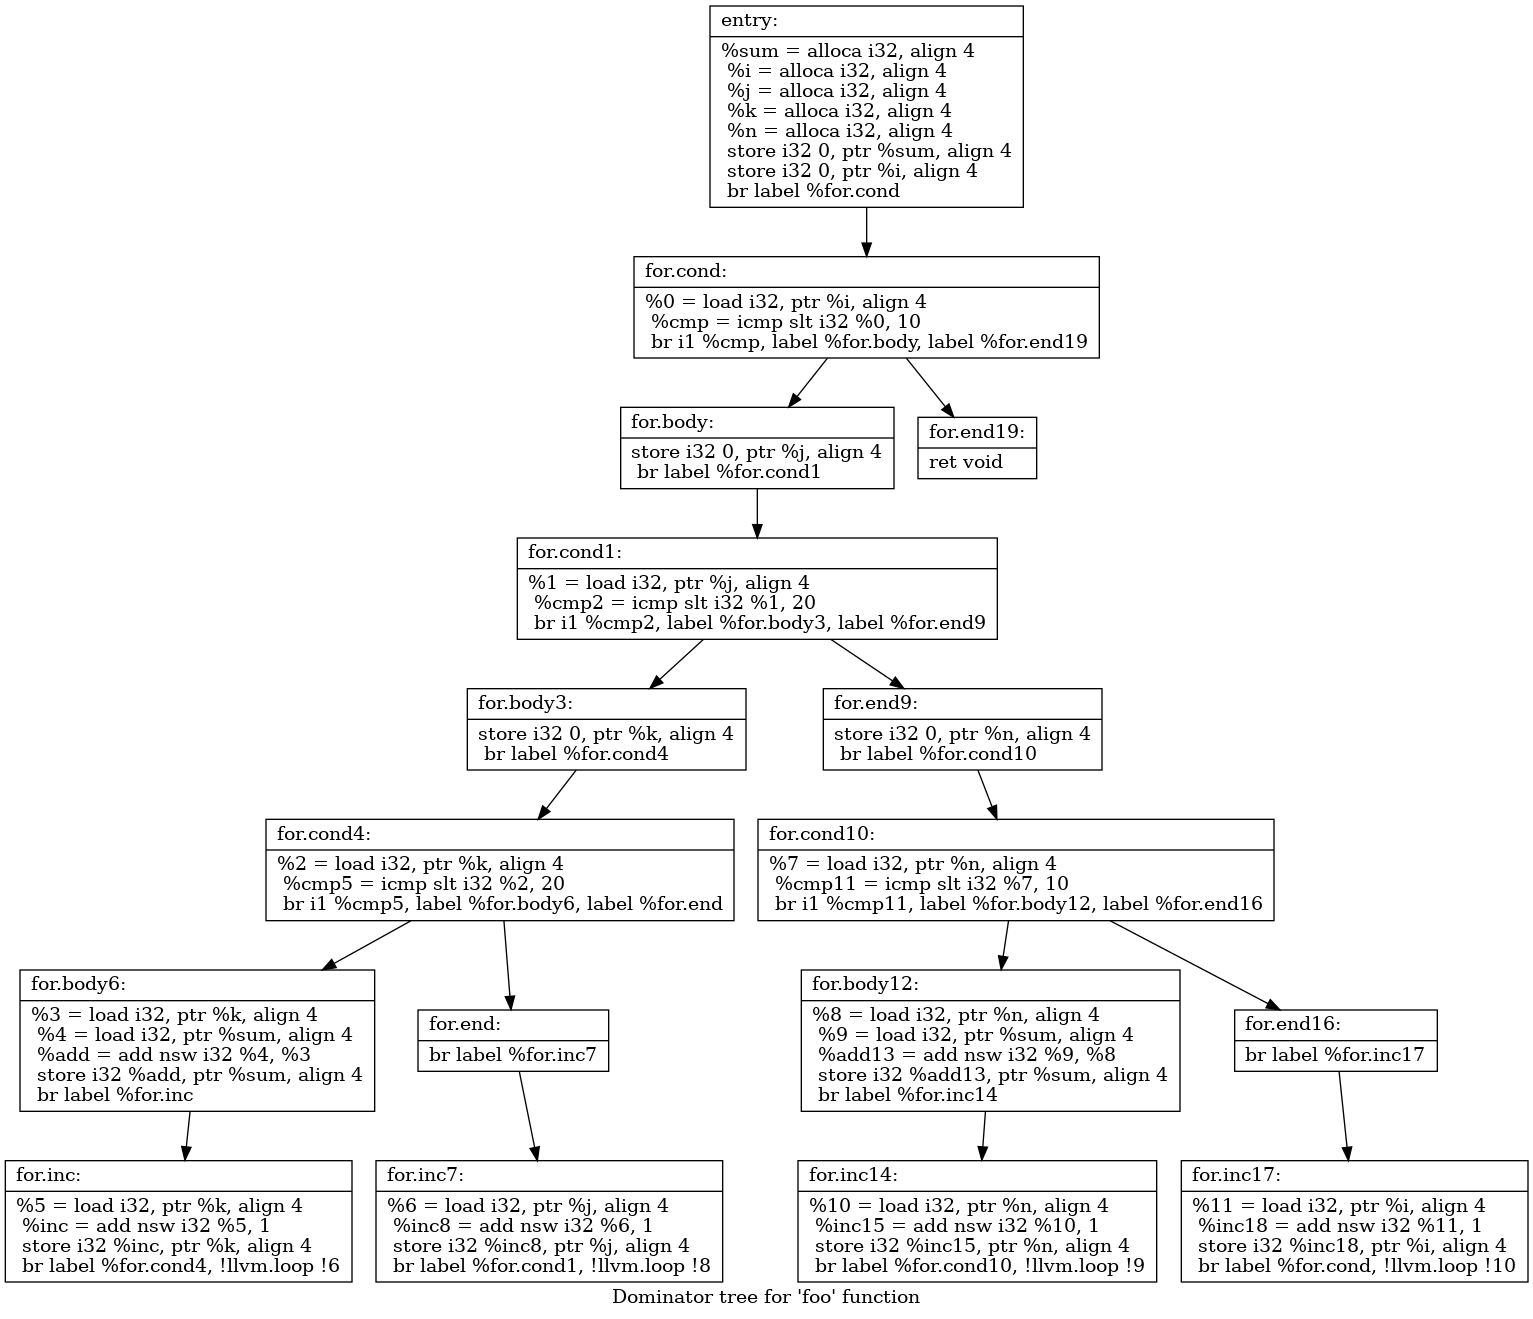 entry:
%sum = alloca i32, align 4
%i = alloca i32, align 4
%j = alloca i32, align 4
%k = alloca i32, align 4
%n = alloca i32, align 4
store i32 0, ptr %sum, align 4
store i32 0, ptr %i, align 4
br label %for.cond
for.cond:
%0 = load i32, ptr %i, align 4
%cmp = icmp slt i32 %0, 10
br i1 %cmp, label %for.body, label %for.end19
for.body:
store i32 0, ptr %j, align 4
br label %for.cond1
for.end19:
ret void
for.cond1:
%1 = load i32, ptr %j, align 4
%cmp2 = icmp slt i32 %1, 20
br i1 %cmp2, label %for.body3, label %for.end9
for.body3:
store i32 0, ptr %k, align 4
br label %for.cond4
for.end9:
store i32 0, ptr %n, align 4
br label %for.cond10
for.cond4:
%2 = load i32, ptr %k, align 4
%cmp5 = icmp slt i32 %2, 20
br i1 %cmp5, label %for.body6, label %for.end
for.cond10:
%7 = load i32, ptr %n, align 4
%cmp11 = icmp slt i32 %7, 10
br i1 %cmp11, label %for.body12, label %for.end16
for.body6:
%3 = load i32, ptr %k, align 4
%4 = load i32, ptr %sum, align 4
%add = add nsw i32 %4, %3
store i32 %add, ptr %sum, align 4
br label %for.inc
for.end:
br label %for.inc7
for.body12:
%8 = load i32, ptr %n, align 4
%9 = load i32, ptr %sum, align 4
%add13 = add nsw i32 %9, %8
store i32 %add13, ptr %sum, align 4
br label %for.inc14
for.end16:
br label %for.inc17
for.inc:
%5 = load i32, ptr %k, align 4
%inc = add nsw i32 %5, 1
store i32 %inc, ptr %k, align 4
br label %for.cond4, !llvm.loop !6
for.inc7:
%6 = load i32, ptr %j, align 4
%inc8 = add nsw i32 %6, 1
store i32 %inc8, ptr %j, align 4
br label %for.cond1, !llvm.loop !8
for.inc14:
%10 = load i32, ptr %n, align 4
%inc15 = add nsw i32 %10, 1
store i32 %inc15, ptr %n, align 4
br label %for.cond10, !llvm.loop !9
for.inc17:
%11 = load i32, ptr %i, align 4
%inc18 = add nsw i32 %11, 1
store i32 %inc18, ptr %i, align 4
br label %for.cond, !llvm.loop !10
Dominator tree for 'foo' function